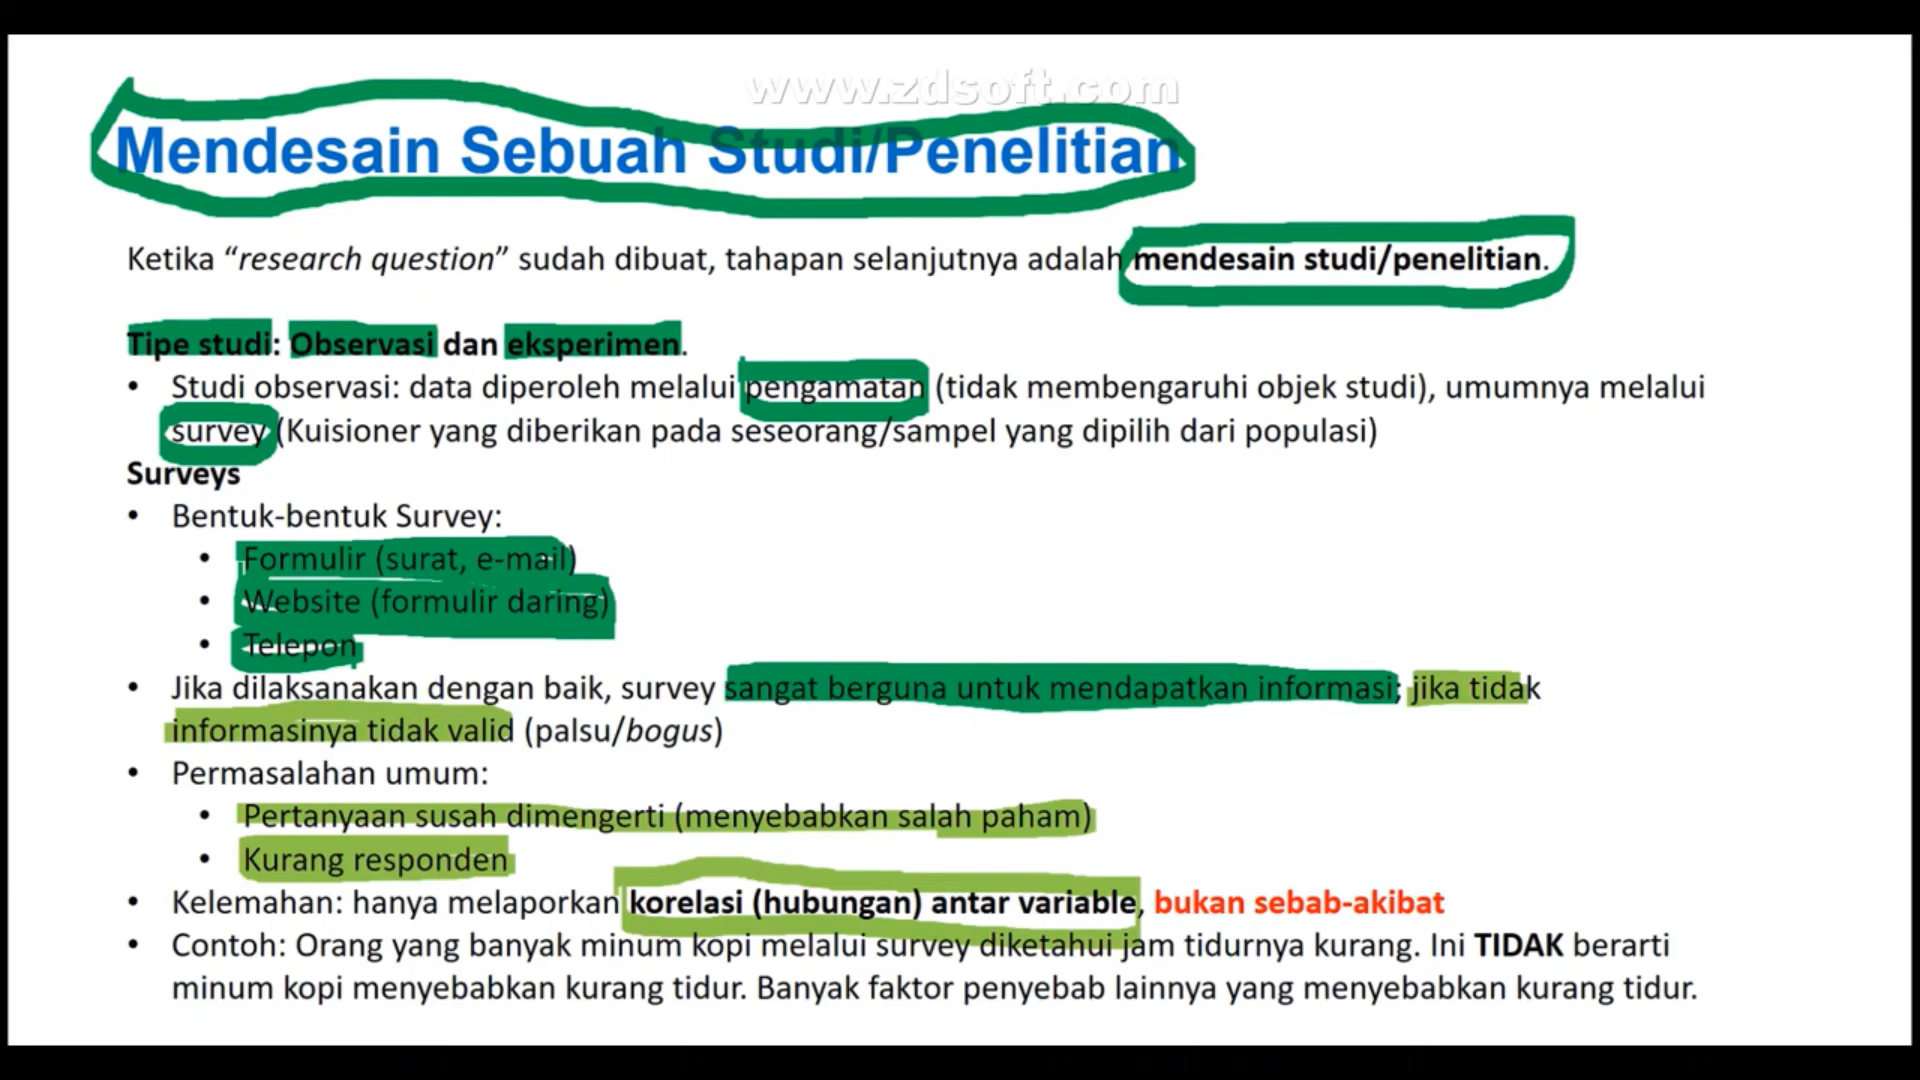 www.zdsoft.com
Mendesain Sebuah Studi/Penelitian
Ketika “research question” sudah dibuat, tahapan selanjutnya adalah mendesain studi/penelitian.
Tipe studi: Observasi dan eksperimen.
• Studi observasi: data diperoleh melalui pengamatan (tidak membengaruhi objek studi), umumnya melalui
survey (Kuisioner yang diberikan pada seseorang/sampel yang dipilih dari populasi)
Surveys
• Bentuk-bentuk Survey:
• Formulir (surat, e-mail)
• Website (formulir daring)
• Telepon
• Jika dilaksanakan dengan baik, survey sangat berguna untuk mendapatkan informasi; jika tidak
informasinya tidak valid (palsu/bogus)
• Permasalahan umum:
• Pertanyaan susah dimengerti (menyebabkan salah paham)
• Kurang responden
• Kelemahan: hanya melaporkan korelasi (hubungan) antar variable, bukan sebab-akibat
• Contoh: Orang yang banyak minum kopi melalui survey diketahui jam tidurnya kurang. Ini TIDAK berarti
minum kopi menyebabkan kurang tidur. Banyak faktor penyebab lainnya yang menyebabkan kurang tidur.